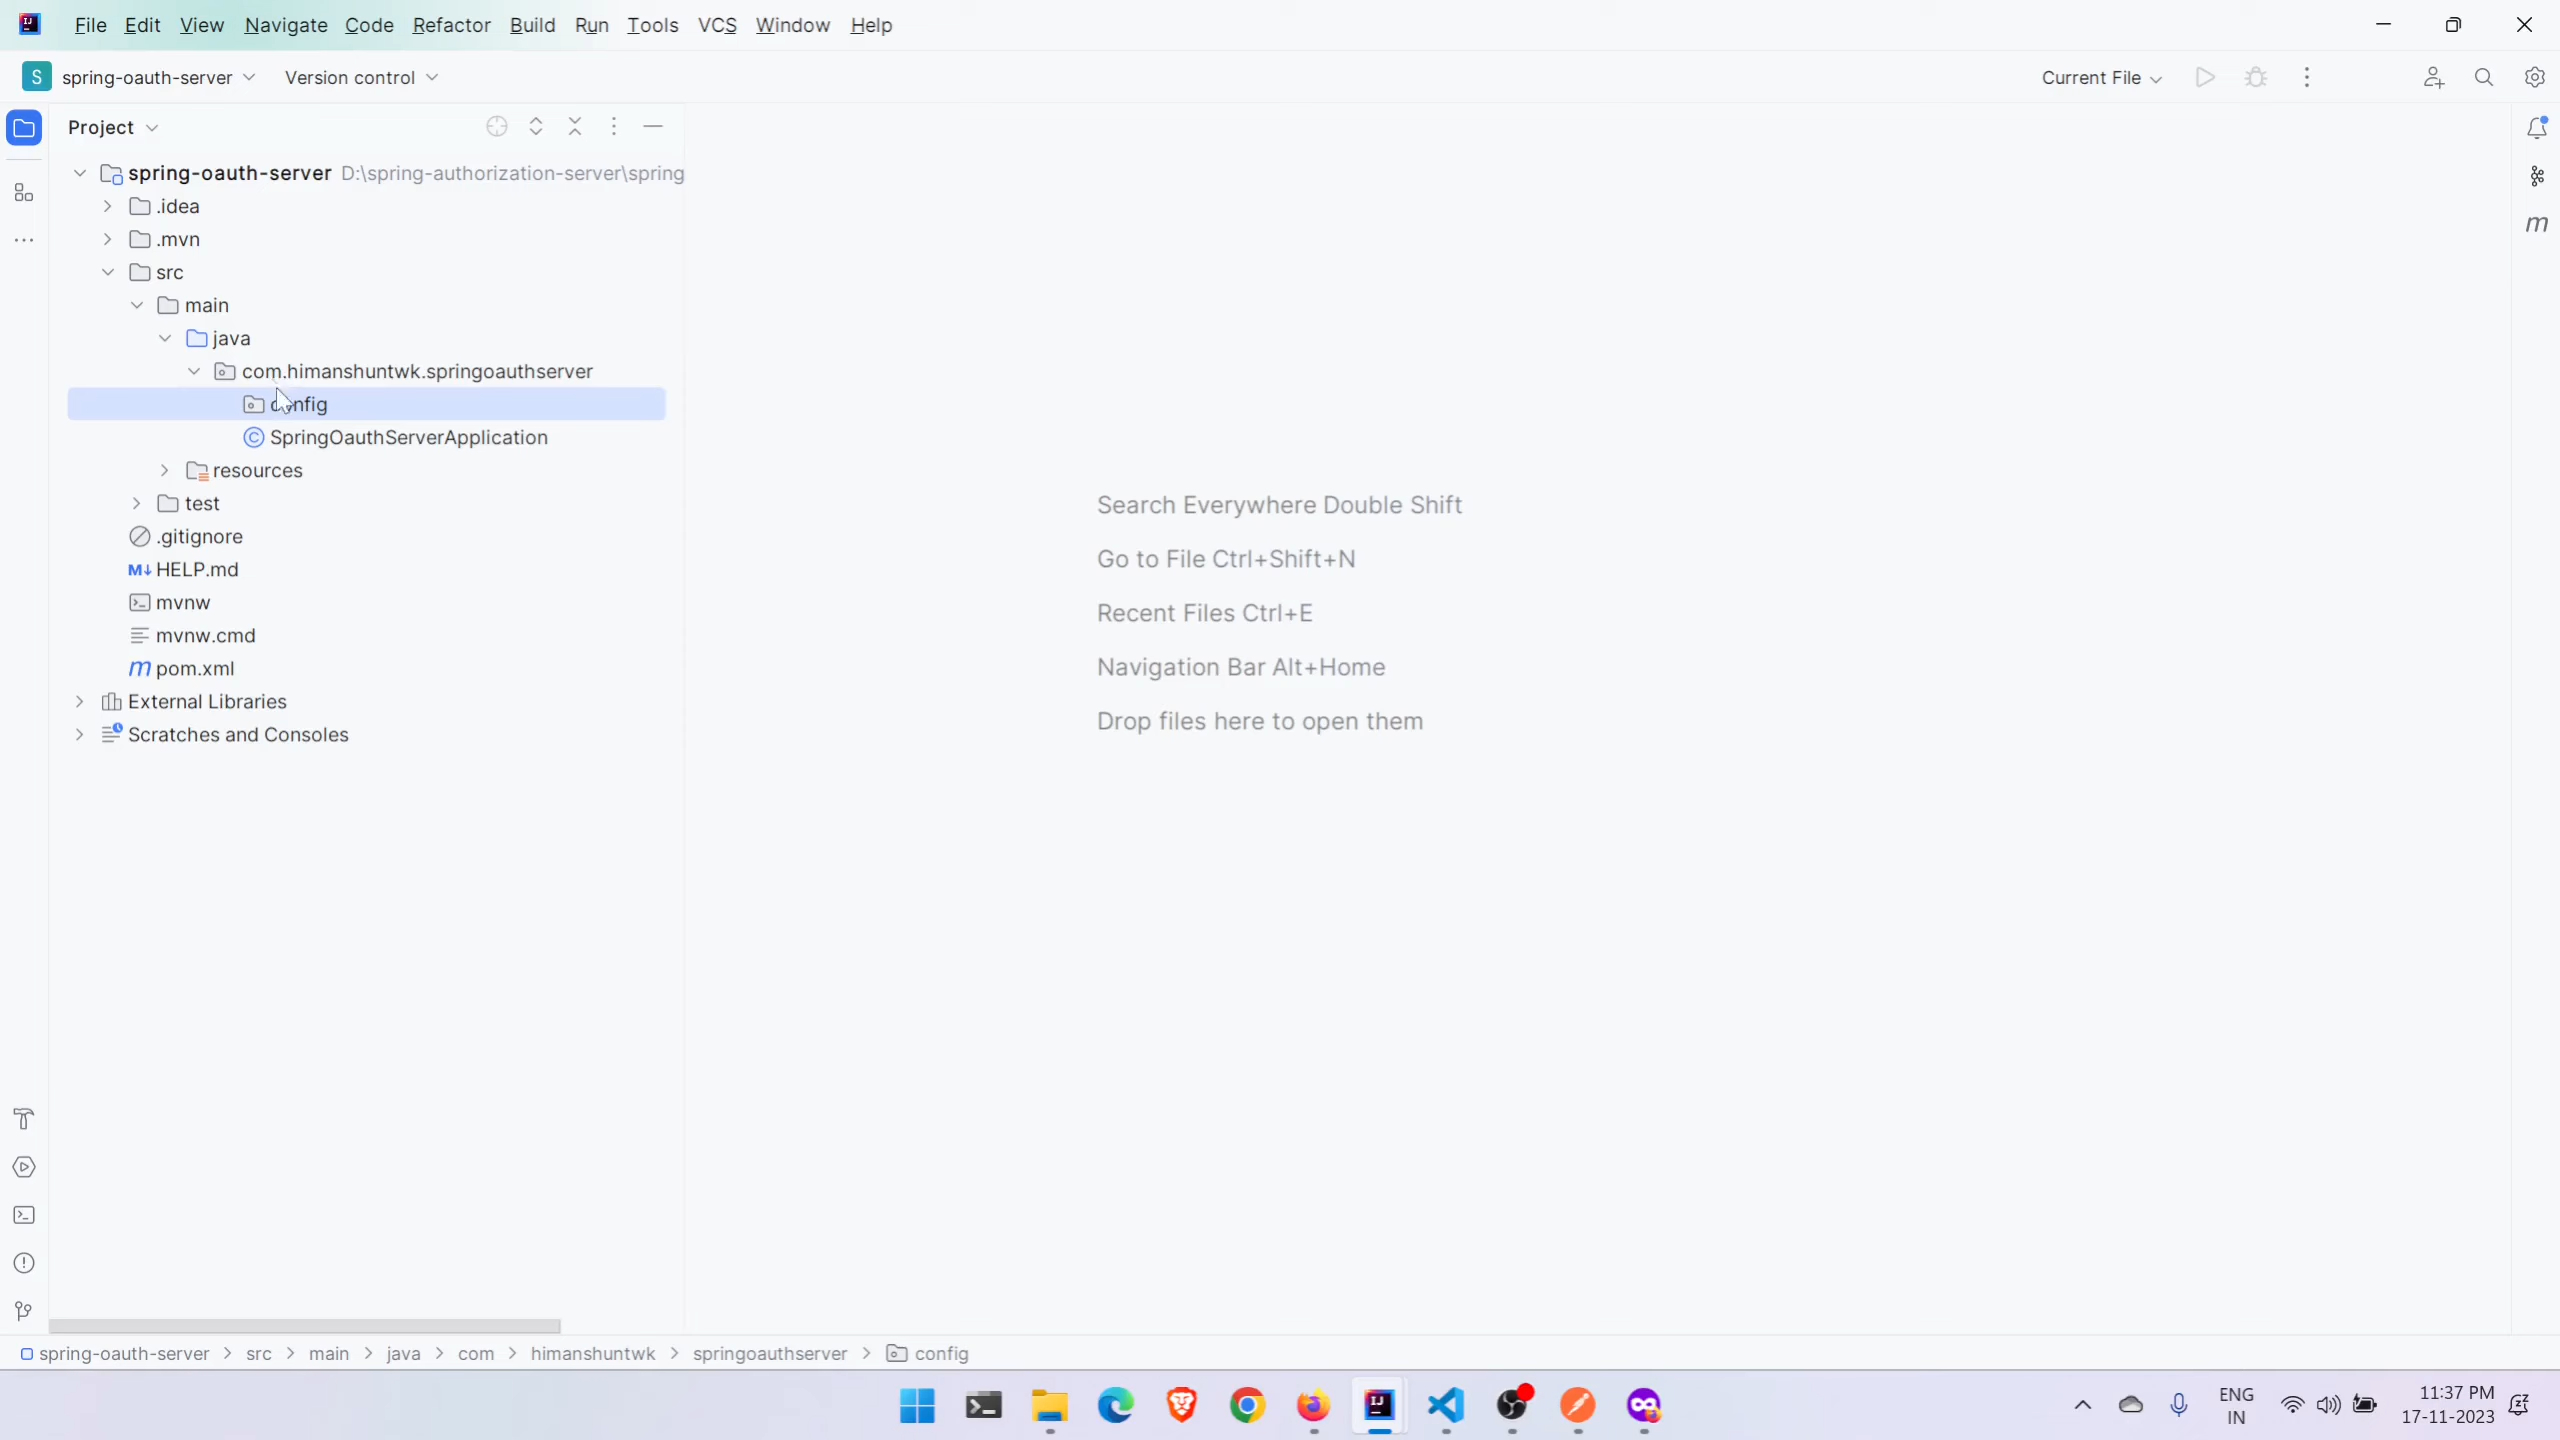 File Edit View Navigate Code Refactor Build Run Tools VCS Window Help
S spring-oauth-server Version control Current File
Project
spring-oauth-server D:\spring-authorization-server\spring
.idea
.mvn
src
main
java
com.himanshuntwk.springoauthserver
config
SpringOauthServerApplication
resources
test
.gitignore
HELP.md
mvnw
mvnw.cmd
pom.xml
External Libraries
Scratches and Consoles
Search Everywhere Double Shift
Go to File Ctrl+Shift+N
Recent Files Ctrl+E
Navigation Bar Alt+Home
Drop files here to open them
spring-oauth-server > src > main > java > com > himanshuntwk > springoauthserver > config
ENG
IN
11:37 PM
17-11-2023